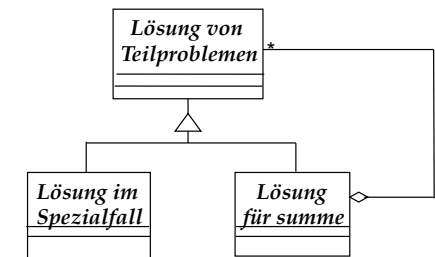 Lösung von
Teilproblemen
*
Lösung im
Spezialfall
Lösung
für summe